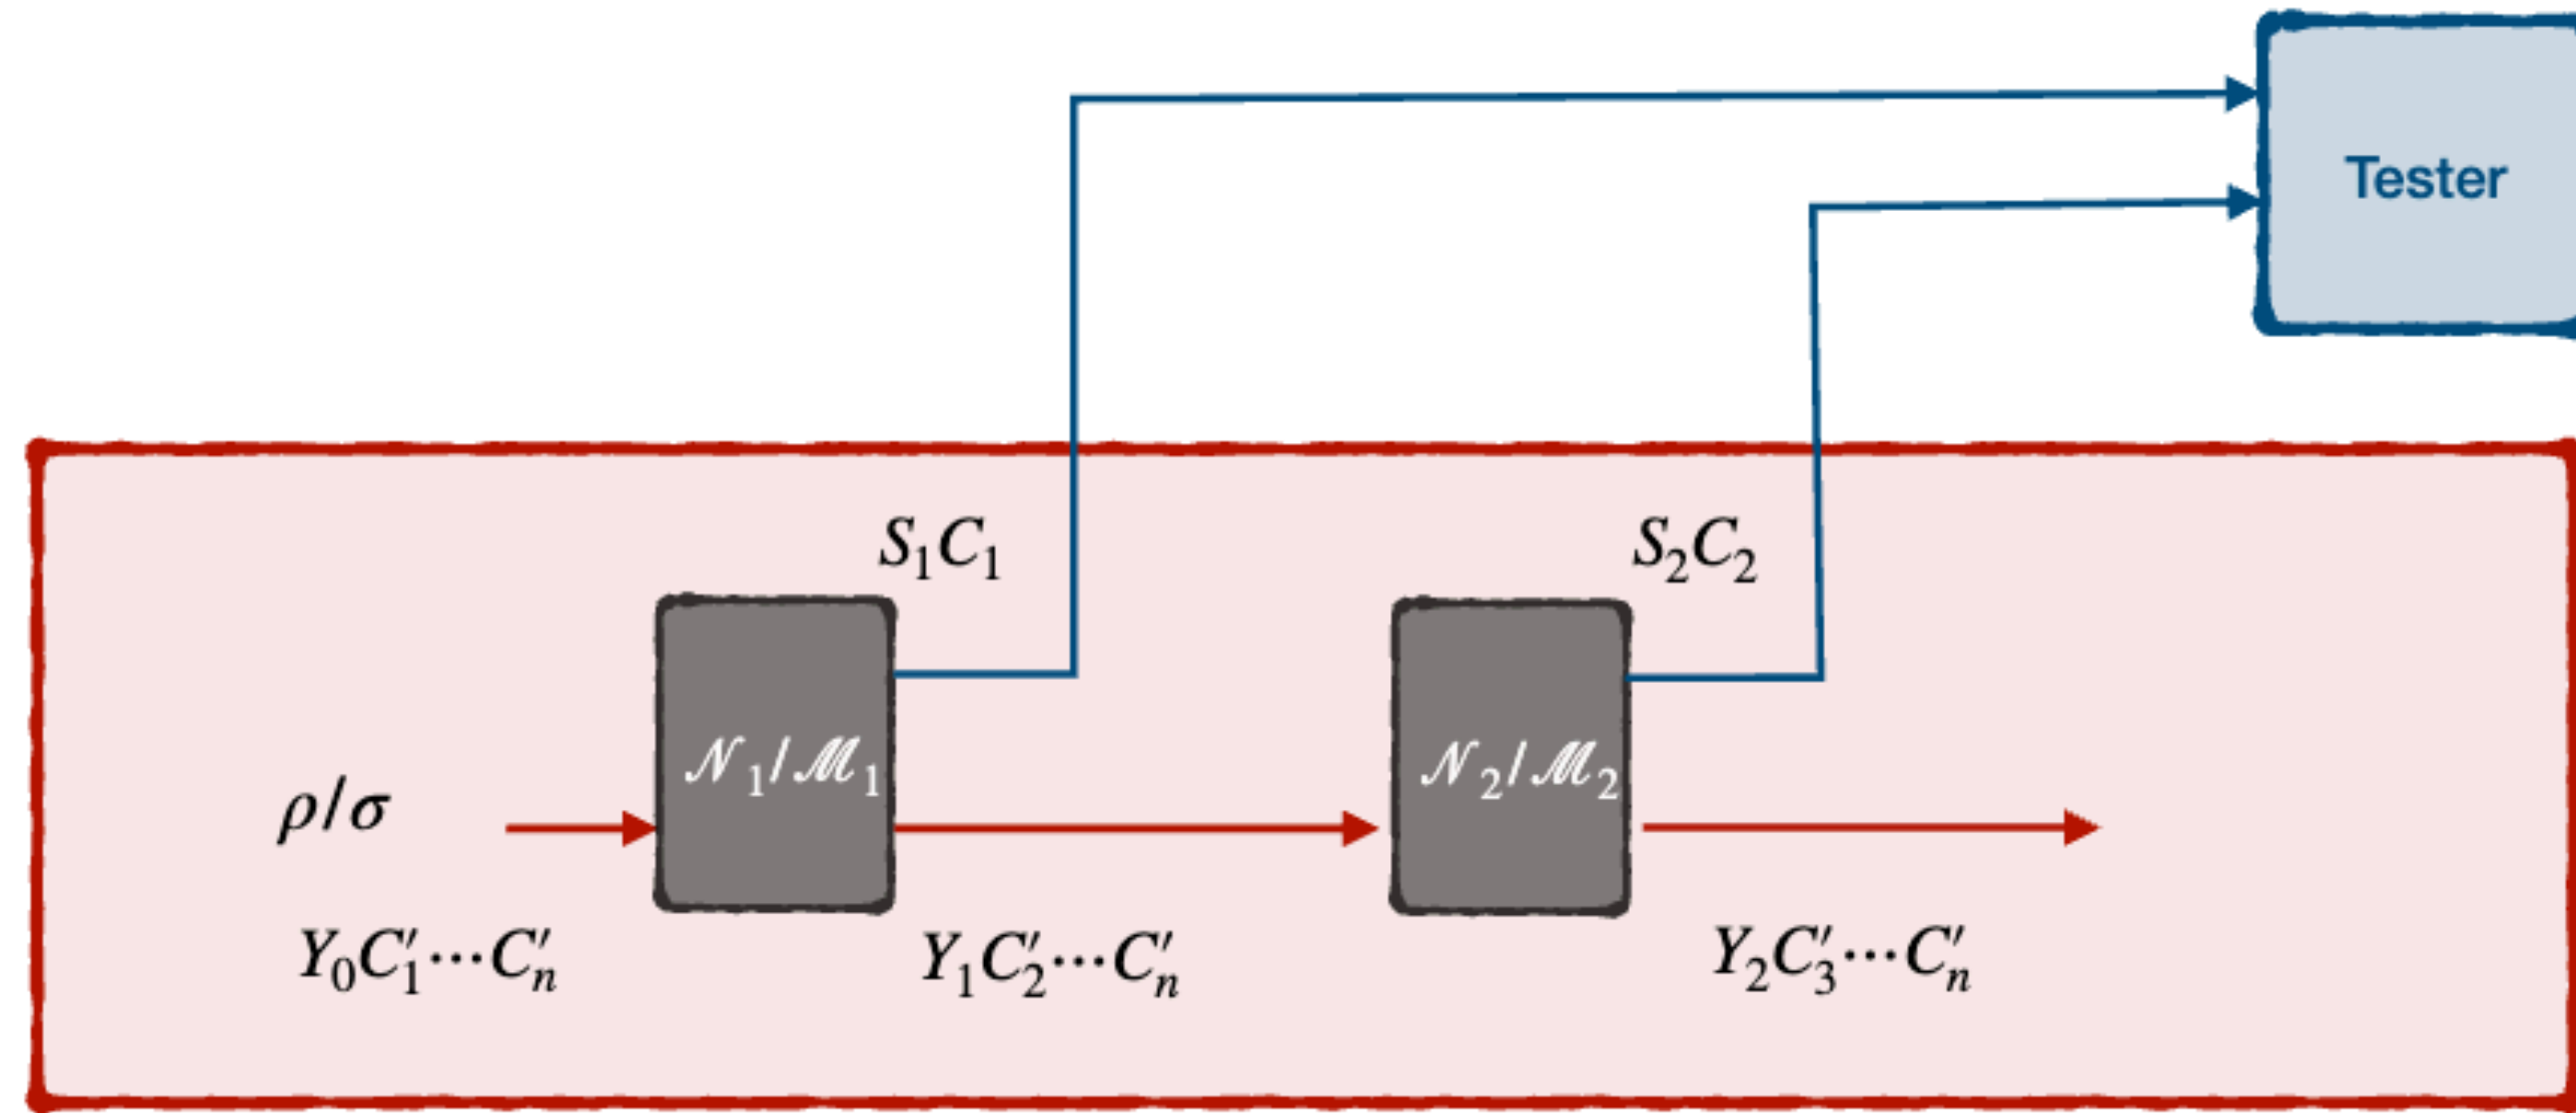 Tester
S₁C₁
S₂C₂
𝒩₁/ℳ₁
𝒩₂/ℳ₂
ρ/σ
Y₀C′₁⋯C′ₙ
Y₁C′₂⋯C′ₙ
Y₂C′₃⋯C′ₙ